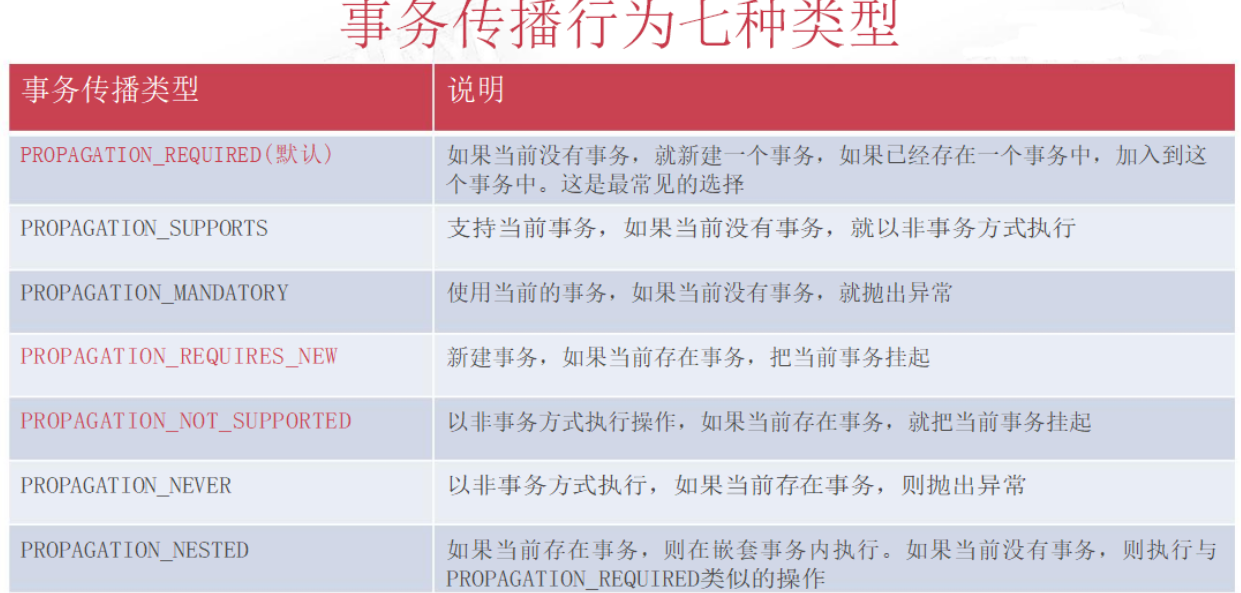 事务传播行为七种类型
事务传播类型 说明
PROPAGATION_REQUIRED(默认) 如果当前没有事务，就新建一个事务，如果已经存在一个事务中，加入到这
个事务中。这是最常见的选择
PROPAGATION_SUPPORTS 支持当前事务，如果当前没有事务，就以非事务方式执行
PROPAGATION_MANDATORY 使用当前的事务，如果当前没有事务，就抛出异常
PROPAGATION_REQUIRES_NEW 新建事务，如果当前存在事务，把当前事务挂起
PROPAGATION_NOT_SUPPORTED 以非事务方式执行操作，如果当前存在事务，就把当前事务挂起
PROPAGATION_NEVER 以非事务方式执行，如果当前存在事务，则抛出异常
PROPAGATION_NESTED 如果当前存在事务，则在嵌套事务内执行。如果当前没有事务，则执行与
PROPAGATION_REQUIRED类似的操作